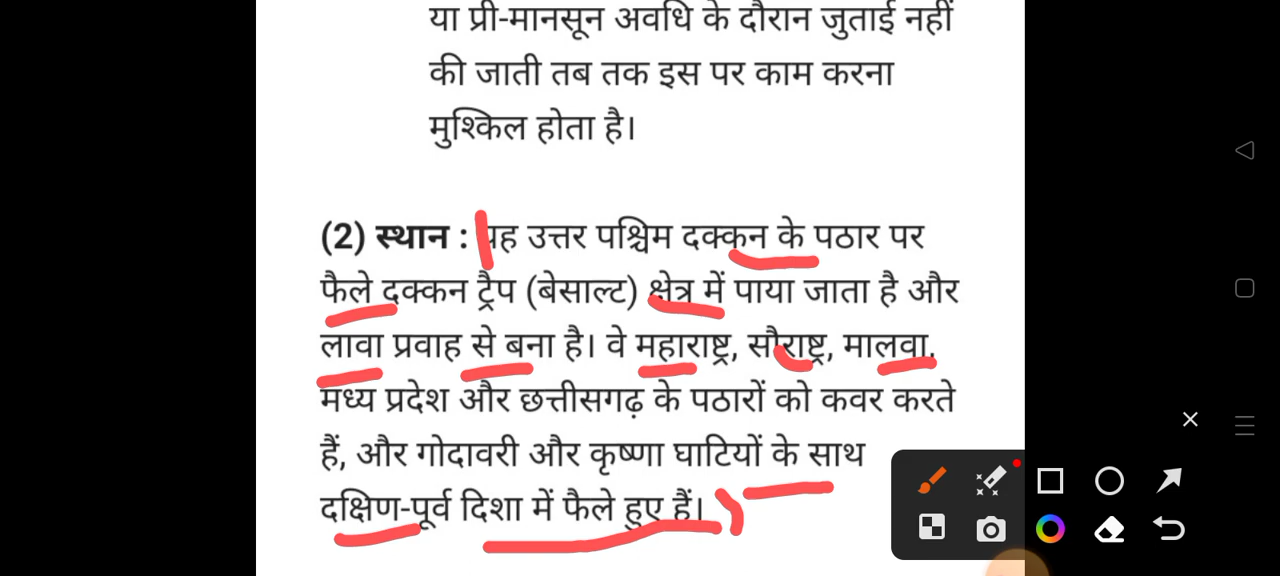 या प्री-मानसून अवधि के दौरान जुताई नहीं
की जाती तब तक इस पर काम करना
मुश्किल होता है।
(2) स्थान : यह उत्तर पश्चिम दक्कन के पठार पर
फैले दक्कन ट्रैप (बेसाल्ट) क्षेत्र में पाया जाता है और
लावा प्रवाह से बना है। वे महाराष्ट्र, सौराष्ट्र, मालवा,
मध्य प्रदेश और छत्तीसगढ़ के पठारों को कवर करते
हैं, और गोदावरी और कृष्णा घाटियों के साथ
दक्षिण-पूर्व दिशा में फैले हुए हैं।